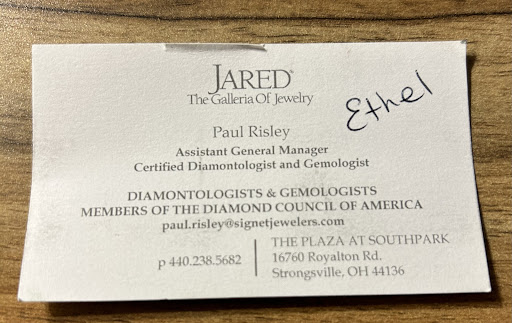 JARED®
The Galleria Of Jewelry
Ethel
Paul Risley
Assistant General Manager
Certified Diamontologist and Gemologist
DIAMONTOLOGISTS & GEMOLOGISTS
MEMBERS OF THE DIAMOND COUNCIL OF AMERICA
paul.risley@signetjewelers.com
p 440.238.5682
THE PLAZA AT SOUTHPARK
16760 Royalton Rd.
Strongsville, OH 44136